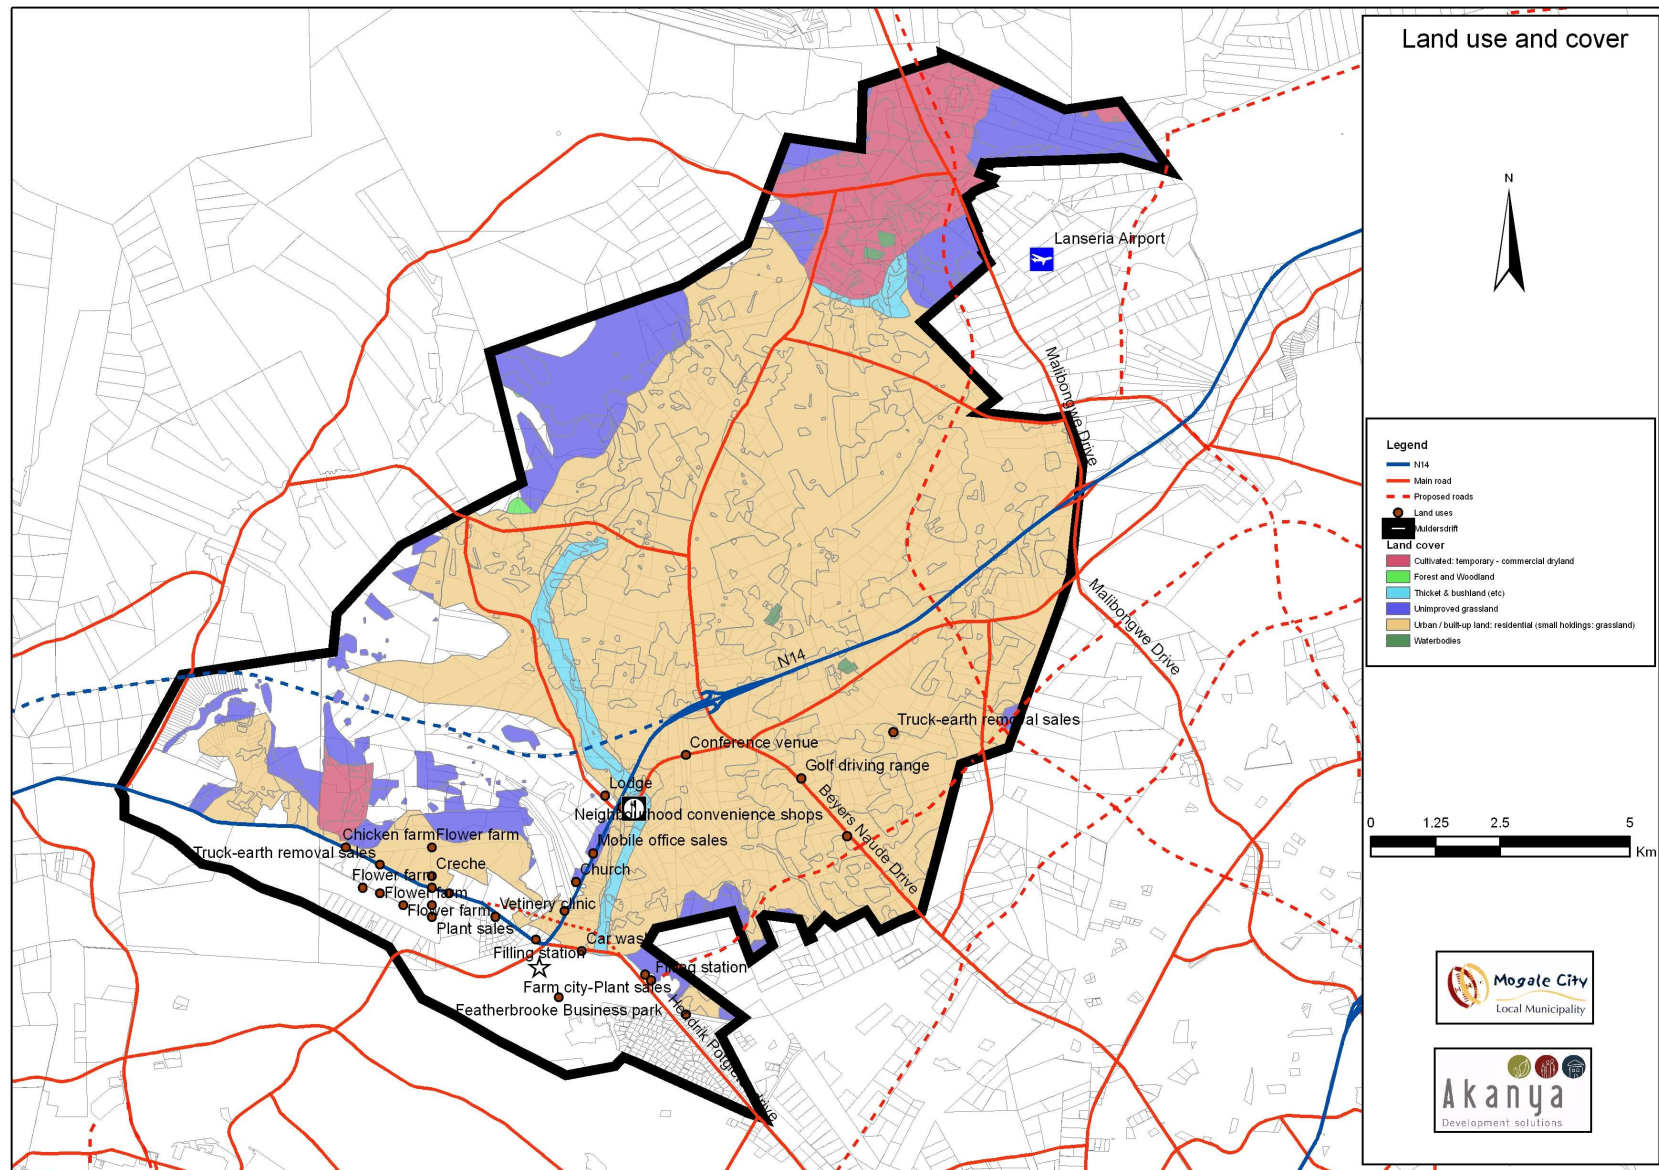 Land use and cover
N
Lanseria Airport
Malibongwe Drive
Malibongwe Drive
N14
Truck-earth removal sales
Conference venue
Golf driving range
Lodge
Beyers Naude Drive
Neighbourhood convenience shops
Mobile office sales
Chicken farm
Flower farm
Truck-earth removal sales
Creche
Church
Flower farm
Flower farm
Flower farm
Vetinery clinic
Plant sales
Car wash
Filling station
Filling station
Farm city-Plant sales
Featherbrooke Business park
Hendrik Potgieter drive
Legend
N14
Main road
Proposed roads
Land uses
Muldersdrift
Land cover
Cultivated: temporary - commercial dryland
Forest and Woodland
Thicket & bushland (etc)
Unimproved grassland
Urban / built-up land: residential (small holdings: grassland)
Waterbodies
0 1.25 2.5 5
Km
Mogale City
Local Municipality
Akanya
Development solutions